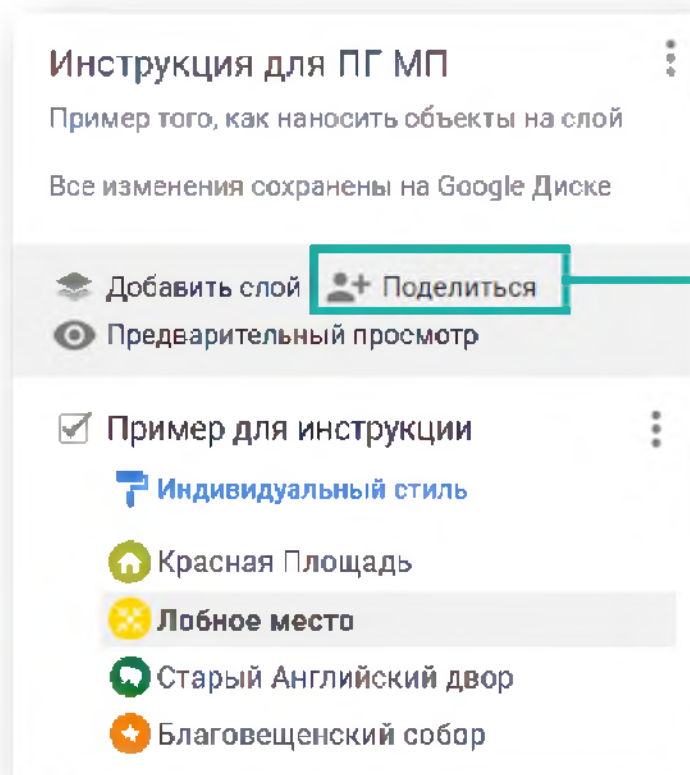 Инструкция для ПГ МП
Пример того, как наносить объекты на слой
Все изменения сохранены на Google Диске
Добавить слой Поделиться
Предварительный просмотр
Пример для инструкции
Индивидуальный стиль
Красная Площадь
Лобное место
Старый Английский двор
Благовещенский собор